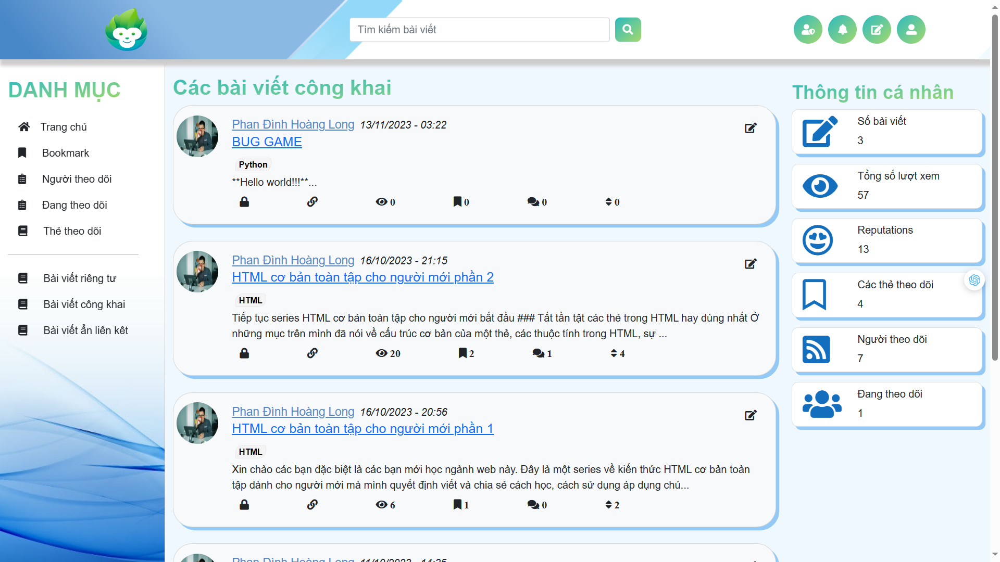 Tìm kiếm bài viết
DANH MỤC
Trang chủ
Bookmark
Người theo dõi
Đang theo dõi
Thẻ theo dõi
Bài viết riêng tư
Bài viết công khai
Bài viết ẩn liên kêt
Các bài viết công khai
Phan Đình Hoàng Long 13/11/2023 - 03:22
BUG GAME
Python
**Hello world!!!**...
0 0 0 0
Phan Đình Hoàng Long 16/10/2023 - 21:15
HTML cơ bản toàn tập cho người mới phần 2
HTML
Tiếp tục series HTML cơ bản toàn tập cho người mới bắt đầu ### Tất tần tật các thẻ trong HTML hay dùng nhất Ở
những mục trên mình đã nói về cấu trúc cơ bản của một thẻ, các thuộc tính trong HTML, sự ...
20 2 1 4
Phan Đình Hoàng Long 16/10/2023 - 20:56
HTML cơ bản toàn tập cho người mới phần 1
HTML
Xin chào các bạn đặc biệt là các bạn mới học ngành web này. Đây là một series về kiến thức HTML cơ bản toàn
tập dành cho người mới mà mình quyết định viết và chia sẻ cách học, cách sử dụng áp dụng chú...
6 1 0 2
Phan Đình Hoàng Long 11/10/2023 - 14:35
Thông tin cá nhân
Số bài viết
3
Tổng số lượt xem
57
Reputations
13
Các thẻ theo dõi
4
Người theo dõi
7
Đang theo dõi
1